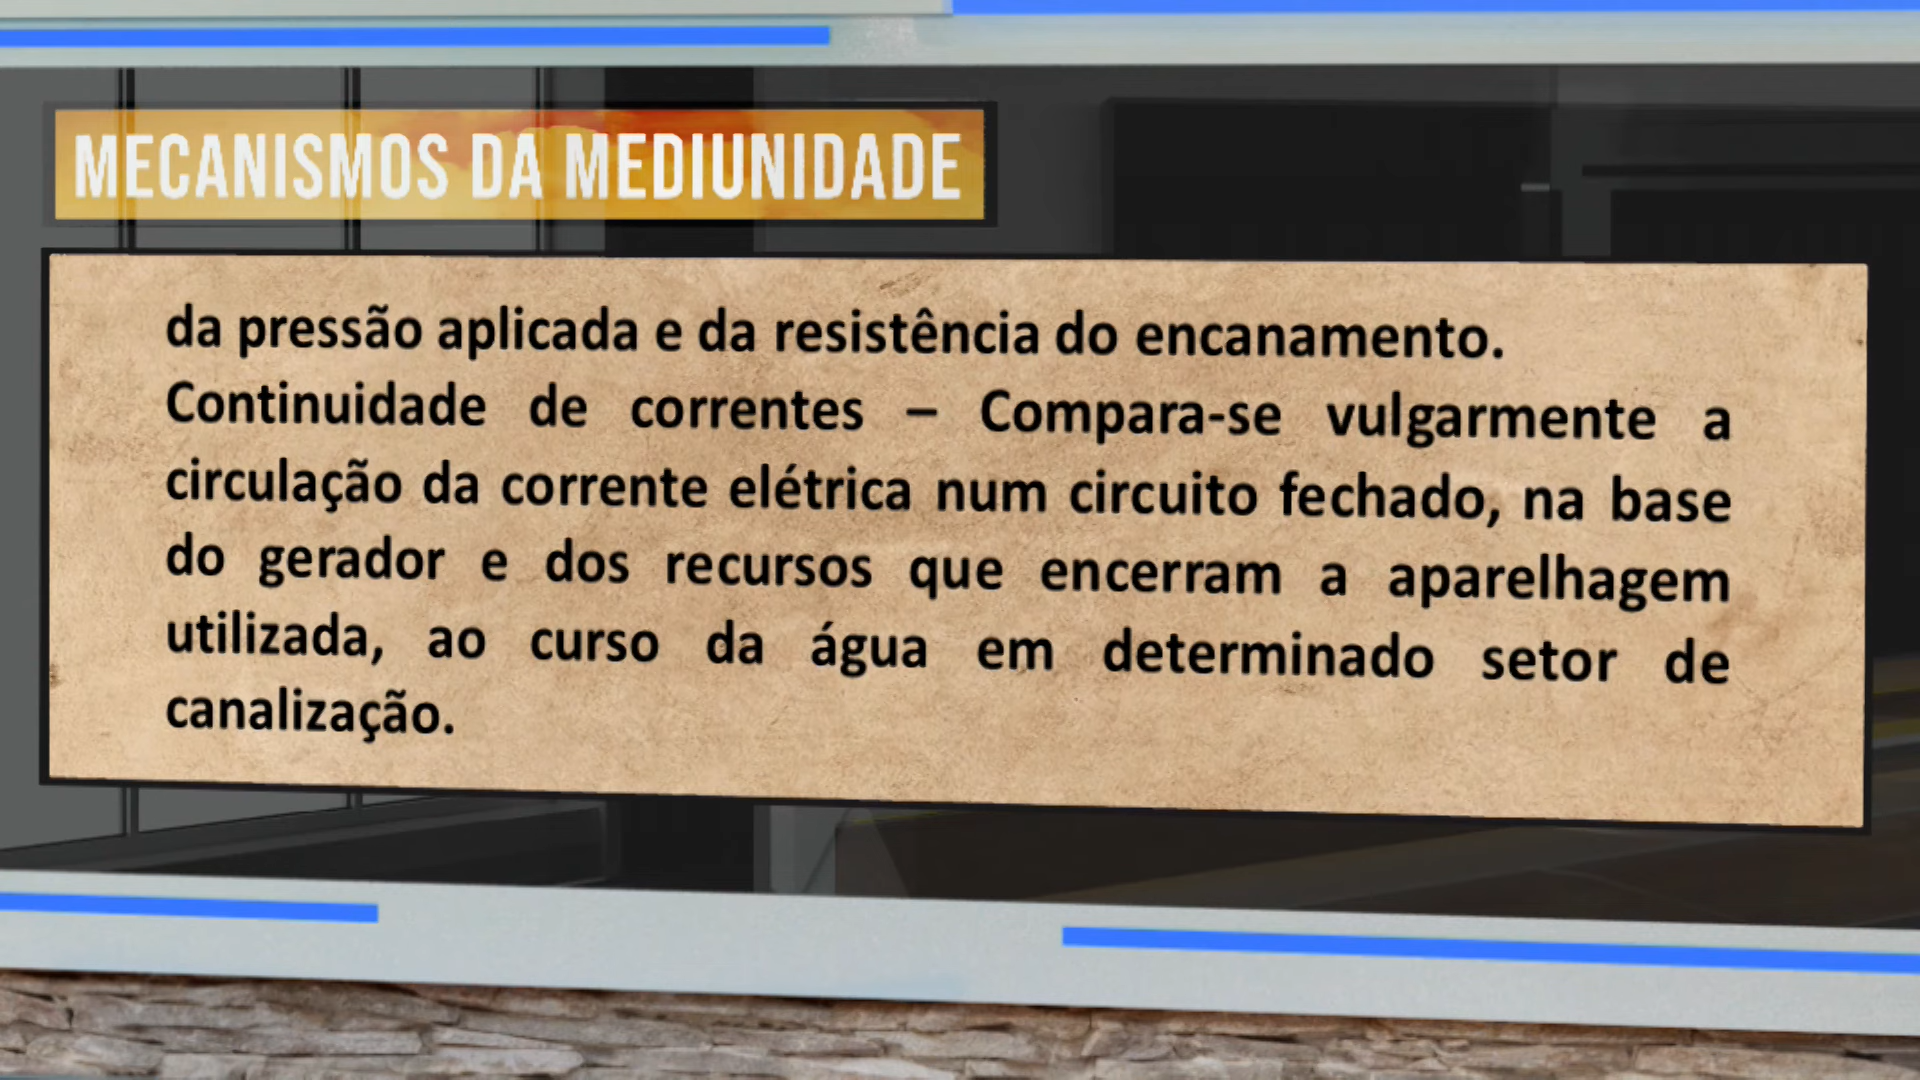 MECANISMOS DA MEDIUNIDADE
da pressão aplicada e da resistência do encanamento.
Continuidade de correntes – Compara-se vulgarmente a
circulação da corrente elétrica num circuito fechado, na base
do gerador e dos recursos que encerram a aparelhagem
utilizada, ao curso da água em determinado setor de
canalização.